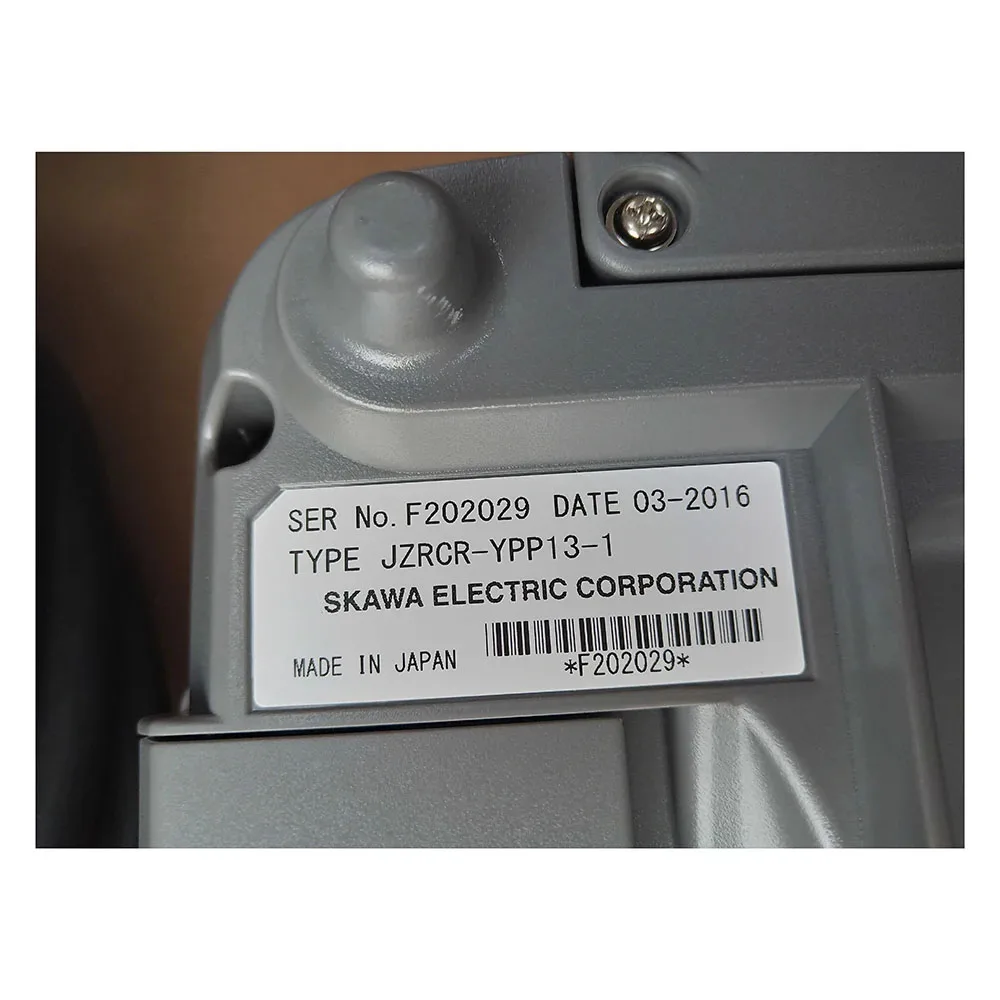 SER No. F202029 DATE 03-2016
TYPE JZRCR-YPP13-1
SKAWA ELECTRIC CORPORATION
MADE IN JAPAN
*F202029*